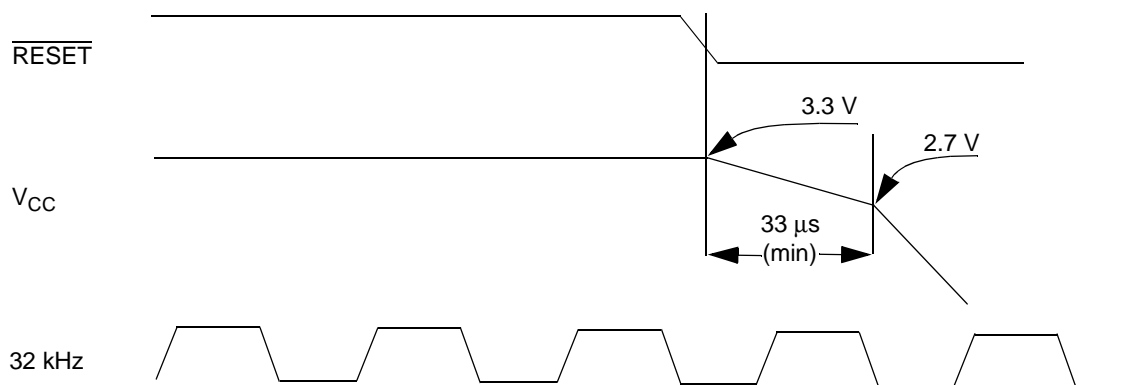 RESET
3.3 V
2.7 V
VCC
33 μs
(min)
32 kHz